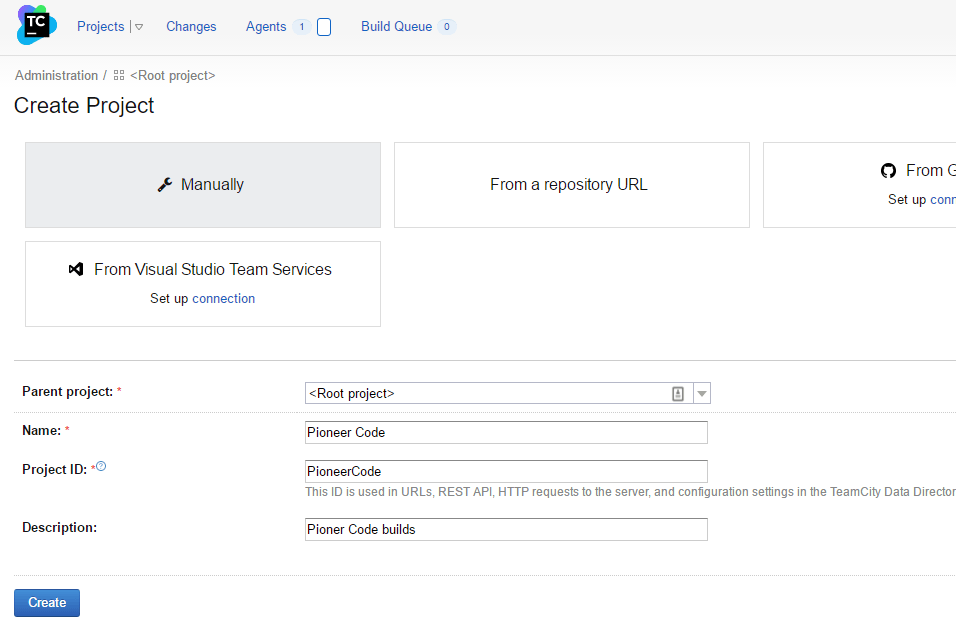 TC
Projects Changes Agents 1 Build Queue 0
Administration / <Root project>
Create Project
Manually
From a repository URL
From G
Set up conn
From Visual Studio Team Services
Set up connection
Parent project: *
<Root project>
Name: *
Pioneer Code
Project ID: *?
PioneerCode
This ID is used in URLs, REST API, HTTP requests to the server, and configuration settings in the TeamCity Data Director
Description:
Pioner Code builds
Create